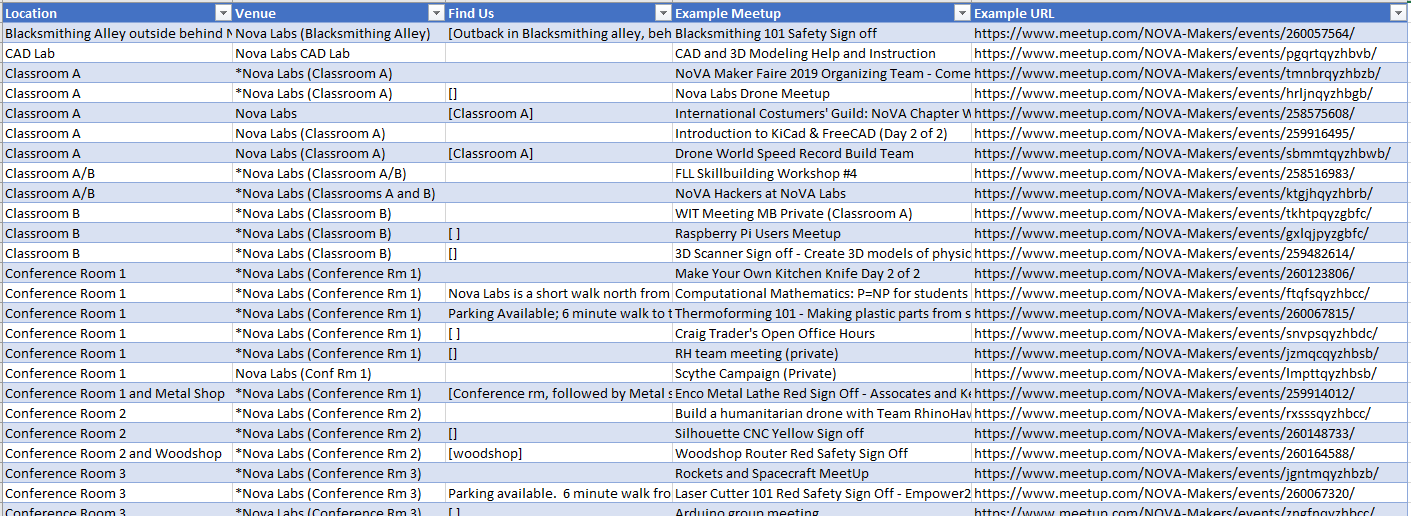 Location Venue Find Us Example Meetup Example URL
Blacksmithing Alley outside behind N Nova Labs (Blacksmithing Alley) [Outback in Blacksmithing alley, beh Blacksmithing 101 Safety Sign off https://www.meetup.com/NOVA-Makers/events/260057564/
CAD Lab Nova Labs CAD Lab CAD and 3D Modeling Help and Instruction https://www.meetup.com/NOVA-Makers/events/pgqrtqyzhbvb/
Classroom A *Nova Labs (Classroom A) NoVA Maker Faire 2019 Organizing Team - Come https://www.meetup.com/NOVA-Makers/events/tmnbrqyzhbzb/
Classroom A *Nova Labs (Classroom A) [] Nova Labs Drone Meetup https://www.meetup.com/NOVA-Makers/events/hrljnqyzhbgb/
Classroom A Nova Labs [Classroom A] International Costumers' Guild: NoVA Chapter W https://www.meetup.com/NOVA-Makers/events/258575608/
Classroom A Nova Labs (Classroom A) Introduction to KiCad & FreeCAD (Day 2 of 2) https://www.meetup.com/NOVA-Makers/events/259916495/
Classroom A Nova Labs (Classroom A) [Classroom A] Drone World Speed Record Build Team https://www.meetup.com/NOVA-Makers/events/sbmmtqyzhbwb/
Classroom A/B *Nova Labs (Classroom A/B) FLL Skillbuilding Workshop #4 https://www.meetup.com/NOVA-Makers/events/258516983/
Classroom A/B *Nova Labs (Classrooms A and B) NoVA Hackers at NoVA Labs https://www.meetup.com/NOVA-Makers/events/ktgjhqyzhbrb/
Classroom B *Nova Labs (Classroom B) WIT Meeting MB Private (Classroom A) https://www.meetup.com/NOVA-Makers/events/tkhtpqyzgbfc/
Classroom B *Nova Labs (Classroom B) [ ] Raspberry Pi Users Meetup https://www.meetup.com/NOVA-Makers/events/gxlqjpyzgbfc/
Classroom B *Nova Labs (Classroom B) [] 3D Scanner Sign off - Create 3D models of physic https://www.meetup.com/NOVA-Makers/events/259482614/
Conference Room 1 *Nova Labs (Conference Rm 1) Make Your Own Kitchen Knife Day 2 of 2 https://www.meetup.com/NOVA-Makers/events/260123806/
Conference Room 1 *Nova Labs (Conference Rm 1) Nova Labs is a short walk north from Computational Mathematics: P=NP for students https://www.meetup.com/NOVA-Makers/events/ftqfsqyzhbcc/
Conference Room 1 *Nova Labs (Conference Rm 1) Parking Available; 6 minute walk to t Thermoforming 101 - Making plastic parts from s https://www.meetup.com/NOVA-Makers/events/260067815/
Conference Room 1 *Nova Labs (Conference Rm 1) [ ] Craig Trader's Open Office Hours https://www.meetup.com/NOVA-Makers/events/snvpsqyzhbdc/
Conference Room 1 *Nova Labs (Conference Rm 1) [] RH team meeting (private) https://www.meetup.com/NOVA-Makers/events/jzmqcqyzhbsb/
Conference Room 1 Nova Labs (Conf Rm 1) Scythe Campaign (Private) https://www.meetup.com/NOVA-Makers/events/lmpttqyzhbsb/
Conference Room 1 and Metal Shop *Nova Labs (Conference Rm 1) [Conference rm, followed by Metal s Enco Metal Lathe Red Sign Off - Assocates and Ke https://www.meetup.com/NOVA-Makers/events/259914012/
Conference Room 2 *Nova Labs (Conference Rm 2) Build a humanitarian drone with Team RhinoHaw https://www.meetup.com/NOVA-Makers/events/rxsssqyzhbcc/
Conference Room 2 *Nova Labs (Conference Rm 2) [] Silhouette CNC Yellow Sign off https://www.meetup.com/NOVA-Makers/events/260148733/
Conference Room 2 and Woodshop *Nova Labs (Conference Rm 2) [woodshop] Woodshop Router Red Safety Sign Off https://www.meetup.com/NOVA-Makers/events/260164588/
Conference Room 3 *Nova Labs (Conference Rm 3) Rockets and Spacecraft MeetUp https://www.meetup.com/NOVA-Makers/events/jgntmqyzhbzb/
Conference Room 3 *Nova Labs (Conference Rm 3) Parking available. 6 minute walk fro Laser Cutter 101 Red Safety Sign Off - Empower2 https://www.meetup.com/NOVA-Makers/events/260067320/
Conference Room 3 *Nova Labs (Conference Rm 3) [ ] Arduino group meeting